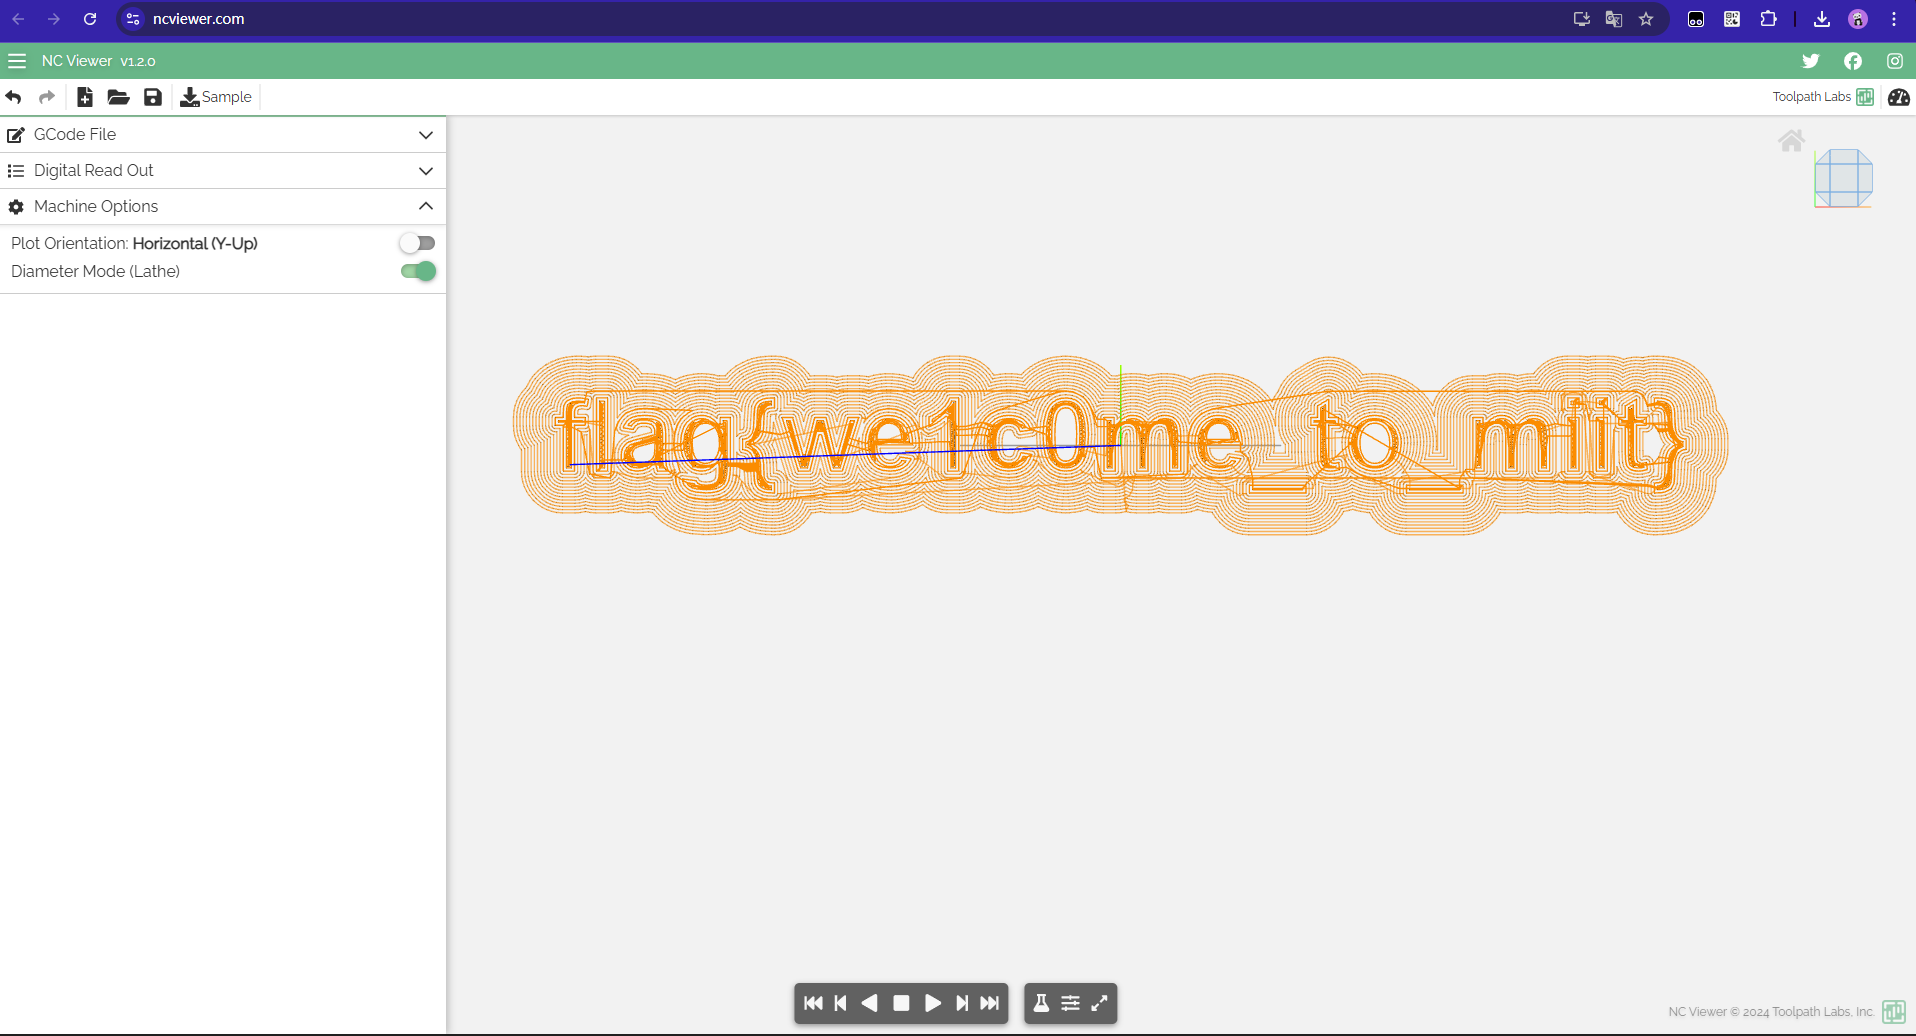 ncviewer.com
NC Viewer v1.2.0
Sample
Toolpath Labs
GCode File
Digital Read Out
Machine Options
Plot Orientation: Horizontal (Y-Up)
Diameter Mode (Lathe)
flag{we1c0me_to_miit}
NC Viewer © 2024 Toolpath Labs, Inc.